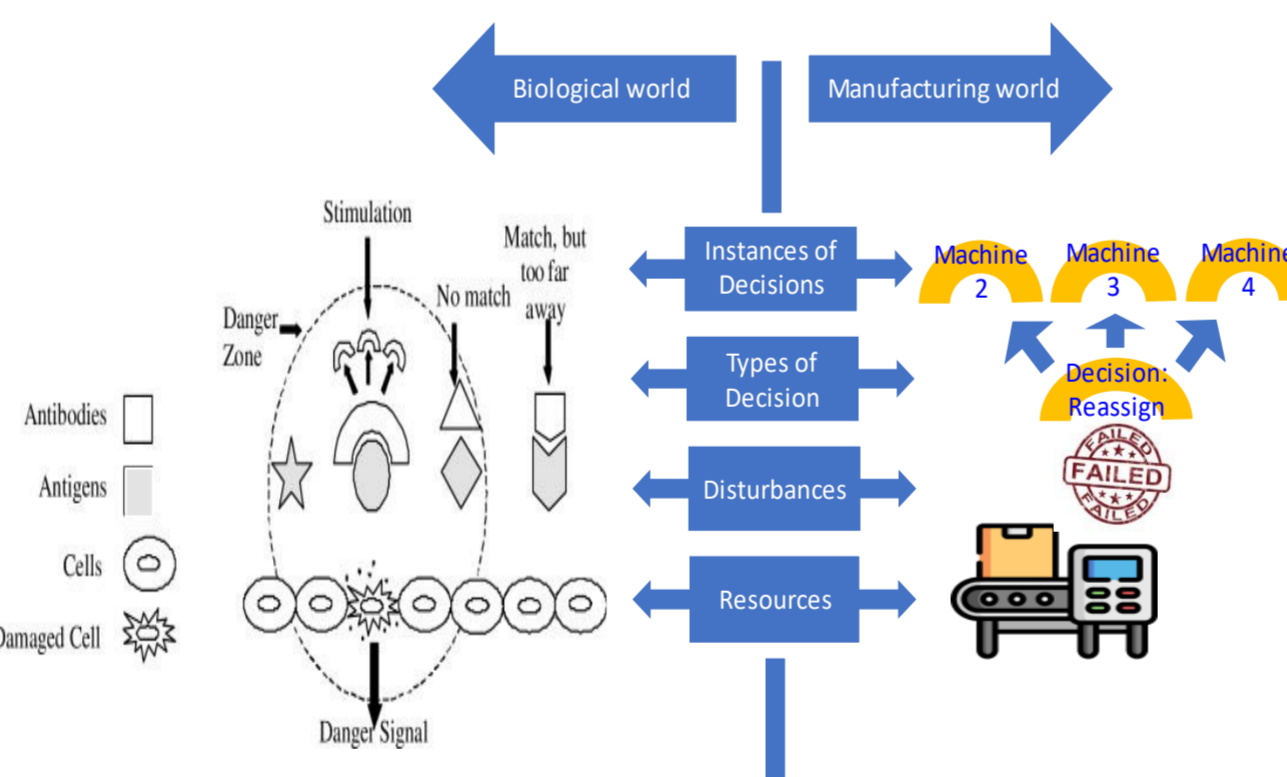 Biological world
Manufacturing world
Stimulation
Match, but
too far
away
No match
Danger
Zone
Antibodies
Antigens
Cells
Damaged Cell
Danger Signal
Instances of
Decisions
Types of
Decision
Disturbances
Resources
Machine
2
Machine
3
Machine
4
Decision:
Reassign
FAILED
FAILED
FAILED